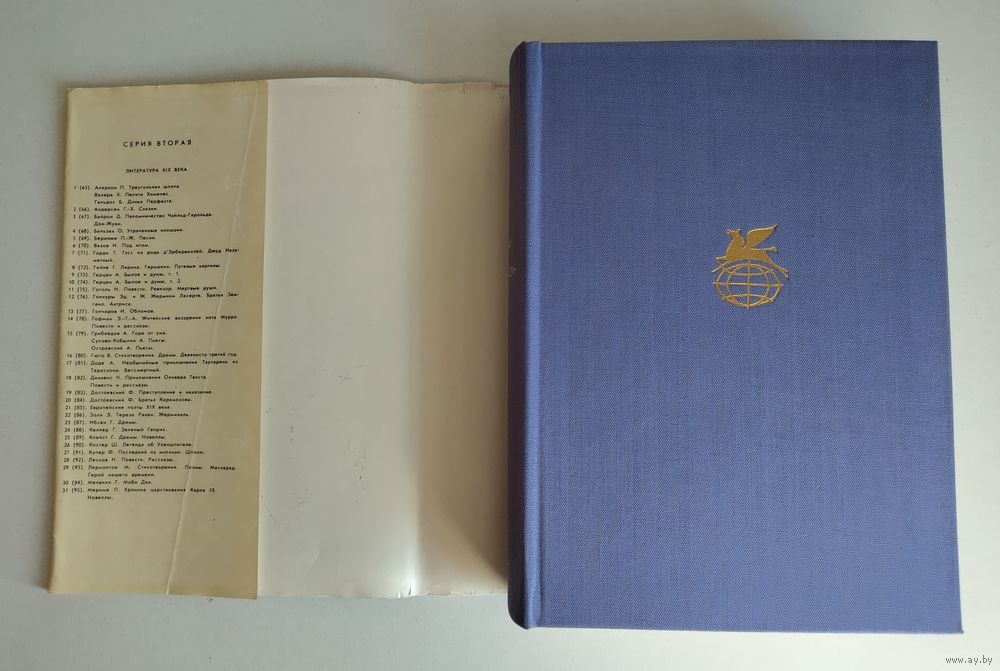 СЕРИЯ ВТОРАЯ
ЛИТЕРАТУРА XIX ВЕКА
1 (65). Аларкон П. Треугольная шляпа.
Валера Х. Пепита Хименес.
Гальдос Б. Донья Перфекта.
2 (66). Андерсен Г.-Х. Сказки.
3 (67). Байрон Д. Паломничество Чайльд-Гарольда.
Дон-Жуан.
4 (68). Бальзак О. Утраченные иллюзии.
5 (69). Беранже П.-Ж. Песни.
6 (70). Вазов И. Под игом.
7 (71). Гарди Т. Тэсс из рода д'Эрбервиллей. Джуд Неза-
метный.
8 (72). Гейне Г. Лирика. Германия. Путевые картины.
9 (73). Герцен А. Былое и думы, т. 1.
10 (74). Герцен А. Былое и думы, т. 2.
11 (75). Гоголь Н. Повести. Ревизор. Мертвые души.
12 (76). Гонкуры Эд. и Ж. Жермини Ласерте. Братья Зем-
ганно. Актриса.
13 (77). Гончаров И. Обломов.
14 (78). Гофман Э.-Т.-А. Житейские воззрения кота Мурра.
Повести и рассказы.
15 (79). Грибоедов А. Горе от ума.
Сухово-Кобылин А. Пьесы.
Островский А. Пьесы.
16 (80). Гюго В. Стихотворения. Драмы. Девяносто третий год.
17 (81). Доде А. Необычайные приключения Тартарена из
Тараскона. Бессмертный.
18 (82). Диккенс Ч. Приключения Оливера Твиста.
Повести и рассказы.
19 (83). Достоевский Ф. Преступление и наказание.
20 (84). Достоевский Ф. Братья Карамазовы.
21 (85). Европейские поэты XIX века.
22 (86). Золя Э. Тереза Ракен. Жерминаль.
23 (87). Ибсен Г. Драмы.
24 (88). Келлер Г. Зеленый Генрих.
25 (89). Клейст Г. Драмы. Новеллы.
26 (90). Костер Ш. Легенда об Уленшпигеле.
27 (91). Купер Ф. Последний из могикан. Шпион.
28 (92). Лесков Н. Повести. Рассказы.
29 (93). Лермонтов М. Стихотворения. Поэмы. Маскарад.
Герой нашего времени.
30 (94). Мелвилл Г. Моби Дик.
31 (95). Мериме П. Хроника царствования Карла IX.
Новеллы.
www.ay.by